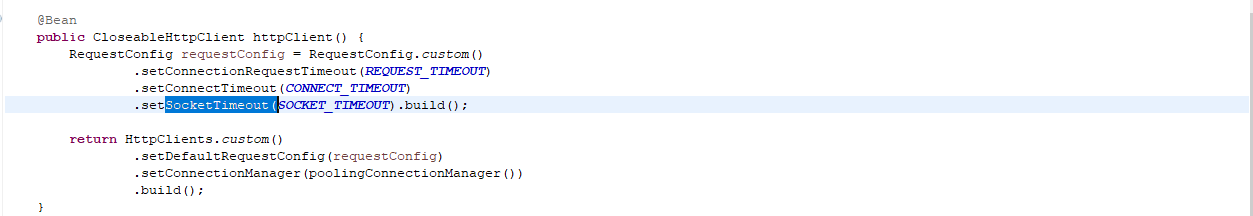 @Bean
public CloseableHttpClient httpClient() {
RequestConfig requestConfig = RequestConfig.custom()
.setConnectionRequestTimeout(REQUEST_TIMEOUT)
.setConnectTimeout(CONNECT_TIMEOUT)
.setSocketTimeout(SOCKET_TIMEOUT).build();
return HttpClients.custom()
.setDefaultRequestConfig(requestConfig)
.setConnectionManager(poolingConnectionManager())
.build();
}